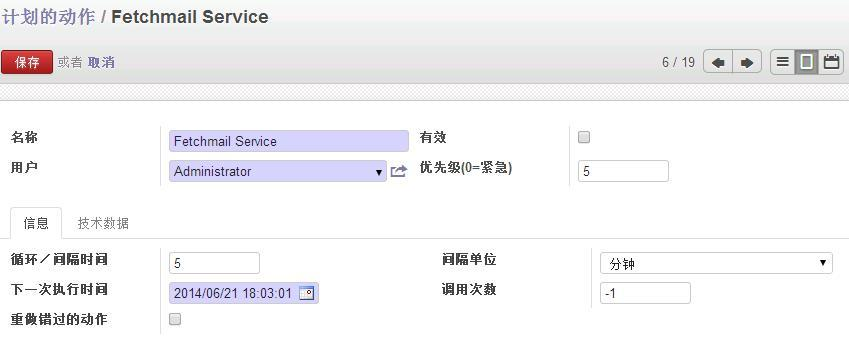 计划的动作 / Fetchmail Service
保存 或者 取消 6 / 19
名称 Fetchmail Service 有效
用户 Administrator 优先级(0=紧急) 5
信息 技术数据
循环／间隔时间 5 间隔单位 分钟
下一次执行时间 2014/06/21 18:03:01 调用次数 -1
重做错过的动作